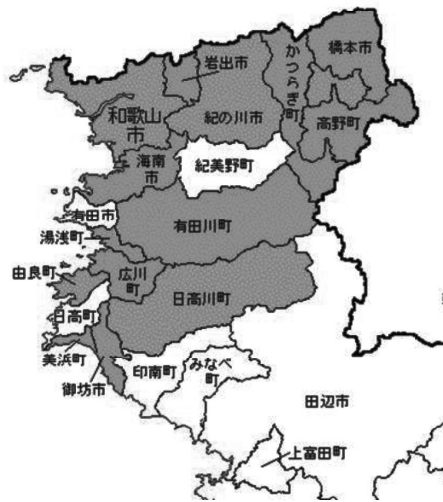 橋本市
岩出市
かつらぎ町
和歌山
市
紀の川市
高野町
海南
市
紀美野町
有田市
有田川町
湯浅町
由良町
広川
町
日高川町
日高町
美浜町
御坊市
印南町
みなべ
町
田辺市
上富田町